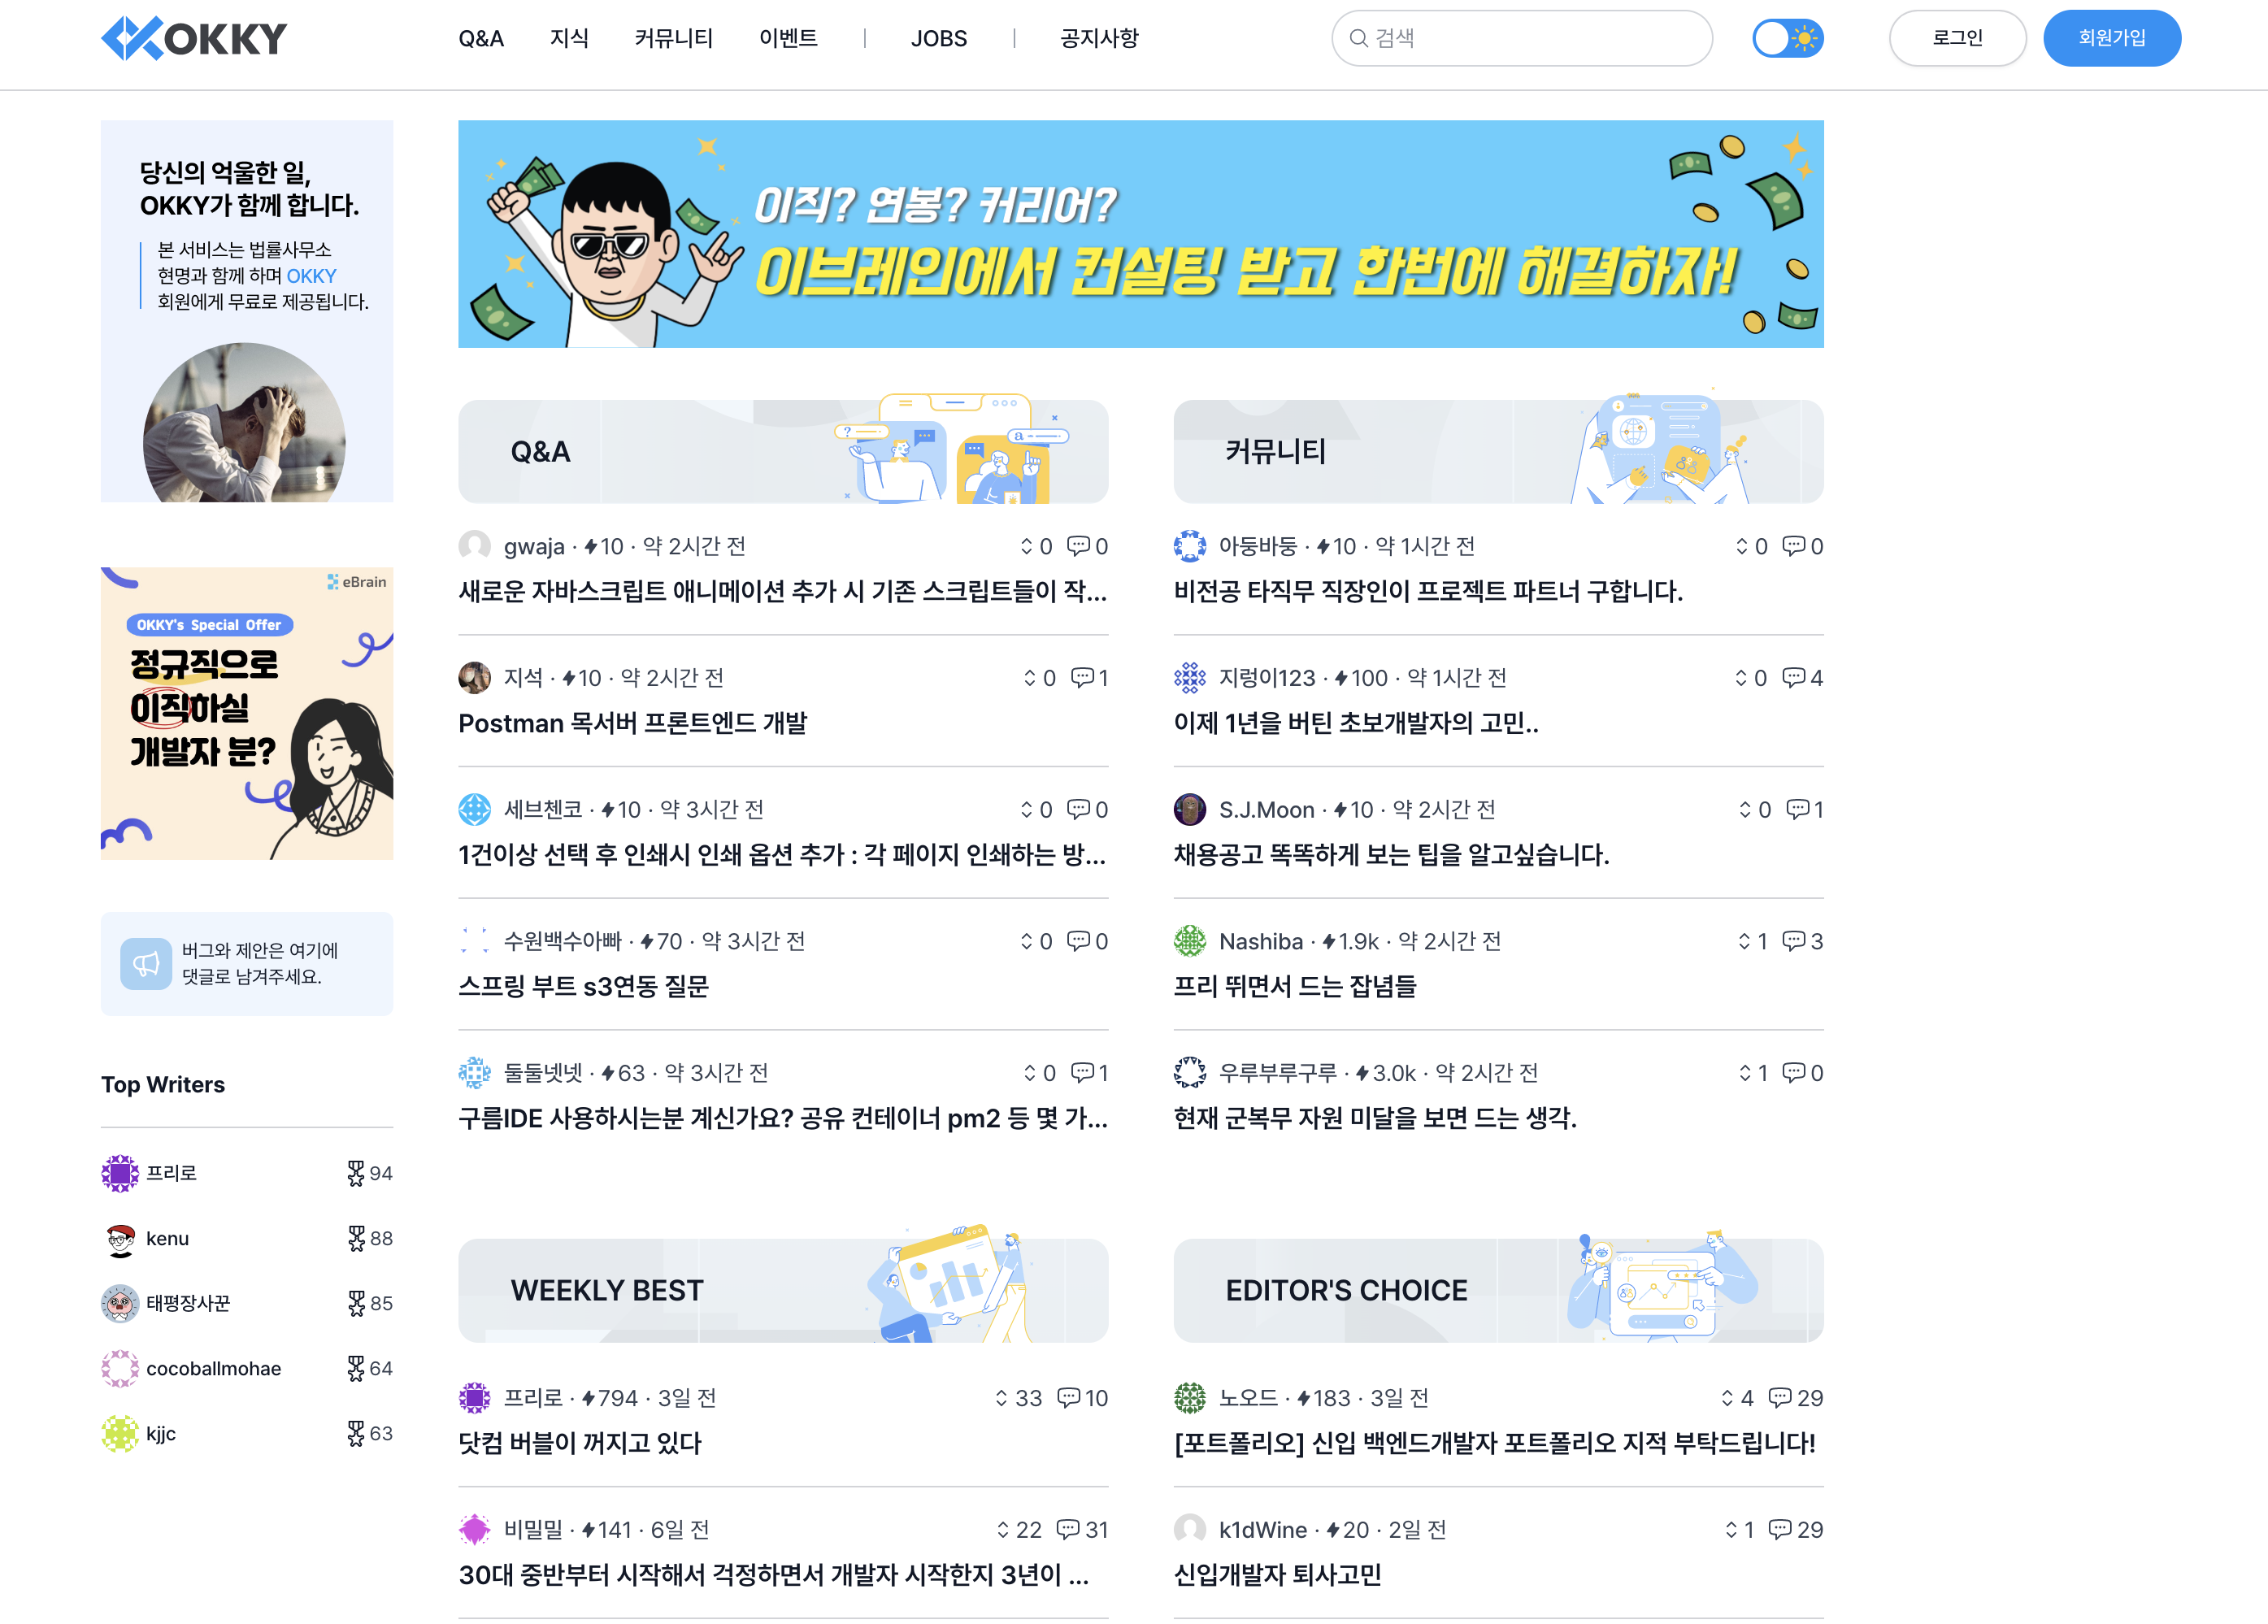 OKKY
Q&A 지식 커뮤니티 이벤트 | JOBS | 공지사항
검색
로그인
회원가입
당신의 억울한 일,
OKKY가 함께 합니다.
본 서비스는 법률사무소
현명과 함께 하며 OKKY
회원에게 무료로 제공됩니다.
eBrain
OKKY's Special Offer
정규직으로
이직하실
개발자 분?
버그와 제안은 여기에
댓글로 남겨주세요.
Top Writers
프리로 94
kenu 88
태평장사꾼 85
cocoballmohae 64
kjjc 63
이직? 연봉? 커리어?
이브레인에서 컨설팅 받고 한번에 해결하자!
Q&A
gwaja · 10 · 약 2시간 전 0 0
새로운 자바스크립트 애니메이션 추가 시 기존 스크립트들이 작...
지석 · 10 · 약 2시간 전 0 1
Postman 목서버 프론트엔드 개발
세브첸코 · 10 · 약 3시간 전 0 0
1건이상 선택 후 인쇄시 인쇄 옵션 추가 : 각 페이지 인쇄하는 방...
수원백수아빠 · 70 · 약 3시간 전 0 0
스프링 부트 s3연동 질문
둘둘넷넷 · 63 · 약 3시간 전 0 1
구름IDE 사용하시는분 계신가요? 공유 컨테이너 pm2 등 몇 가...
커뮤니티
아둥바둥 · 10 · 약 1시간 전 0 0
비전공 타직무 직장인이 프로젝트 파트너 구합니다.
지렁이123 · 100 · 약 1시간 전 0 4
이제 1년을 버틴 초보개발자의 고민..
S.J.Moon · 10 · 약 2시간 전 0 1
채용공고 똑똑하게 보는 팁을 알고싶습니다.
Nashiba · 1.9k · 약 2시간 전 1 3
프리 뛰면서 드는 잡념들
우루부루구루 · 3.0k · 약 2시간 전 1 0
현재 군복무 자원 미달을 보면 드는 생각.
WEEKLY BEST
프리로 · 794 · 3일 전 33 10
닷컴 버블이 꺼지고 있다
비밀밀 · 141 · 6일 전 22 31
30대 중반부터 시작해서 걱정하면서 개발자 시작한지 3년이 ...
EDITOR'S CHOICE
노오드 · 183 · 3일 전 4 29
[포트폴리오] 신입 백엔드개발자 포트폴리오 지적 부탁드립니다!
k1dWine · 20 · 2일 전 1 29
신입개발자 퇴사고민